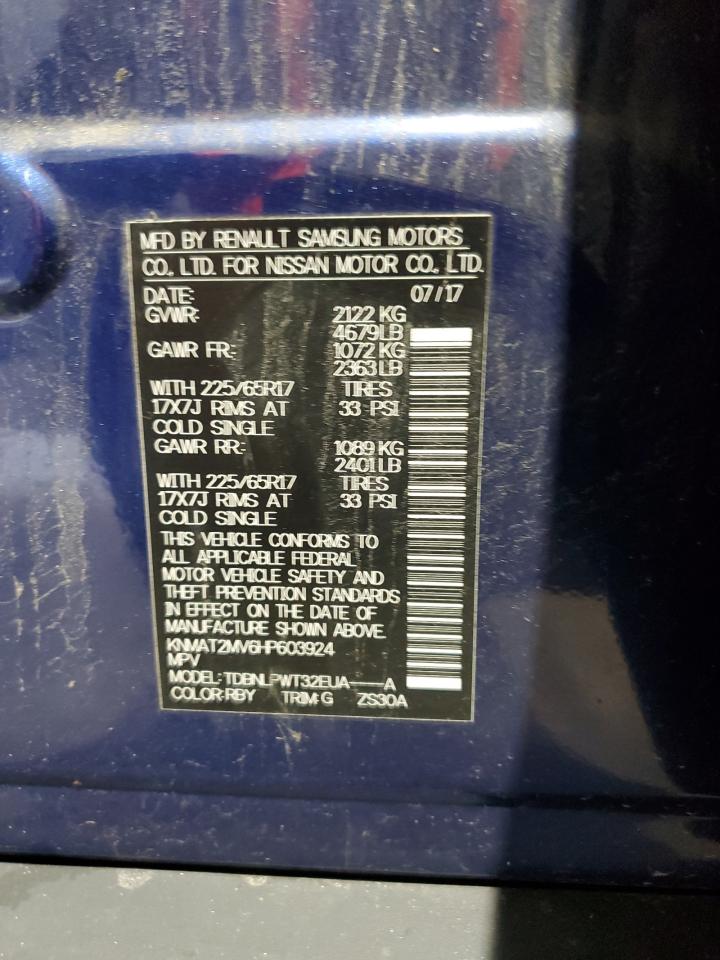 MFD BY RENAULT SAMSUNG MOTORS
CO., LTD. FOR NISSAN MOTOR CO., LTD.
DATE: 07/17
GVWR: 2122 KG
4679LB
GAWR FR: 1072 KG
2363LB
WITH 225/65R17 TIRES
17X7J RIMS AT 33 PSI
COLD SINGLE
GAWR RR: 1089 KG
2401LB
WITH 225/65R17 TIRES
17X7J RIMS AT 33 PSI
COLD SINGLE
THIS VEHICLE CONFORMS TO
ALL APPLICABLE FEDERAL
MOTOR VEHICLE SAFETY AND
THEFT PREVENTION STANDARDS
IN EFFECT ON THE DATE OF
MANUFACTURE SHOWN ABOVE.
KNMAT2MV6HP603924
MPV
MODEL: TDBNLPWT32EUA----A
COLOR:RBY TRIM:G ZS30A